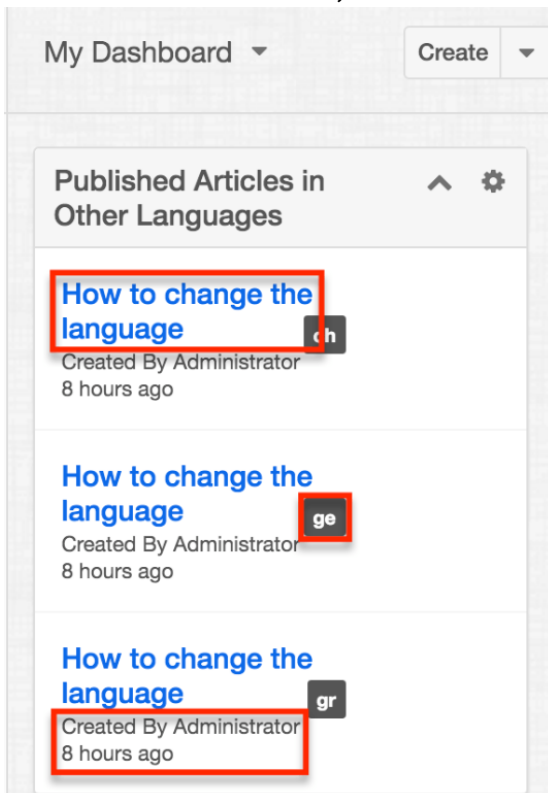 My Dashboard
Create
Published Articles in
Other Languages
How to change the
language
ch
Created By Administrator
8 hours ago
How to change the
language
ge
Created By Administrator
8 hours ago
How to change the
language
gr
Created By Administrator
8 hours ago